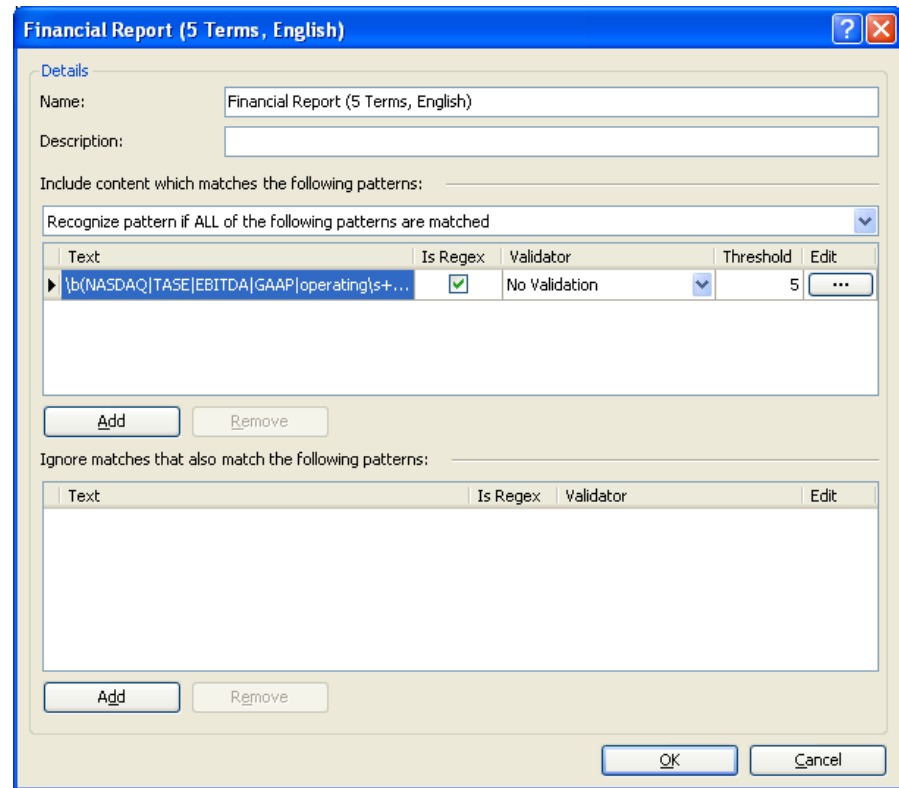 Financial Report (5 Terms, English)
Details
Name: Financial Report (5 Terms, English)
Description:
Include content which matches the following patterns:
Recognize pattern if ALL of the following patterns are matched
Text Is Regex Validator Threshold Edit
\b(NASDAQ|TASE|EBITDA|GAAP|operating\s+... No Validation 5 ...
Add Remove
Ignore matches that also match the following patterns:
Text Is Regex Validator Edit
Add Remove
OK Cancel